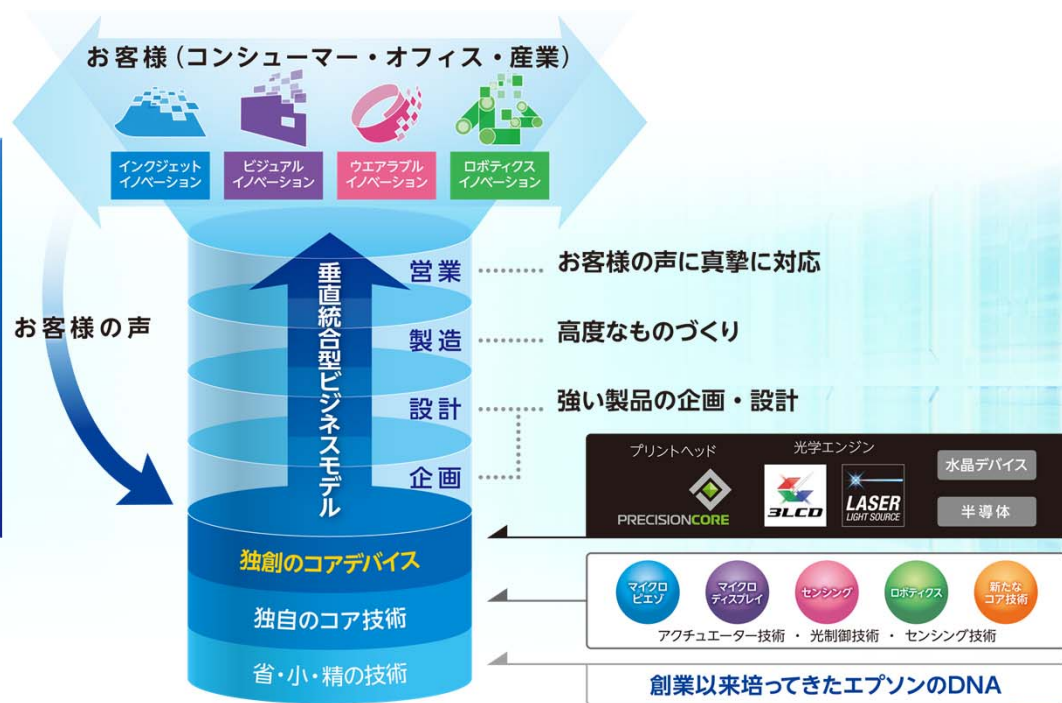 お客様(コンシューマー・オフィス・産業)
インクジェット
イノベーション
ビジュアル
イノベーション
ウエアラブル
イノベーション
ロボティクス
イノベーション
お客様の声
垂直統合型ビジネスモデル
営業
お客様の声に真摯に対応
製造
高度なものづくり
設計
強い製品の企画・設計
企画
プリントヘッド
PRECISIONCORE
光学エンジン
3LCD
LASER
LIGHT SOURCE
水晶デバイス
半導体
独創のコアデバイス
独自のコア技術
マイクロ
ピエゾ
マイクロ
ディスプレイ
センシング
ロボティクス
新たな
コア技術
アクチュエーター技術 ・ 光制御技術 ・ センシング技術
省・小・精の技術
創業以来培ってきたエプソンのDNA